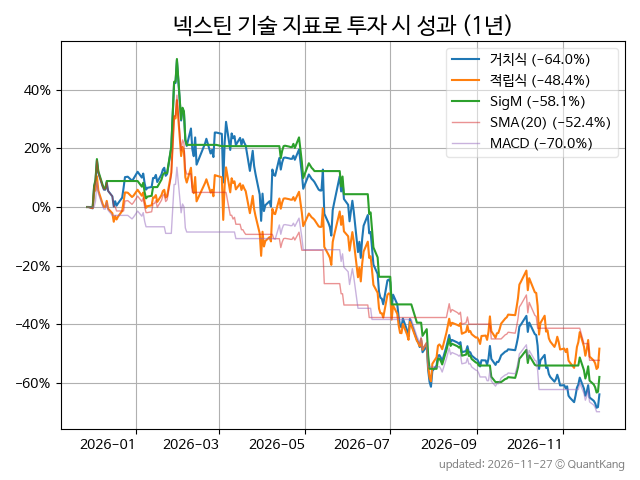 넥스틴 기술 지표로 투자 시 성과 (1년)
거치식 (−64.0%)
적립식 (−48.4%)
SigM (−58.1%)
SMA(20) (−52.4%)
MACD (−70.0%)
40%
20%
0%
−20%
−40%
−60%
2026-01 2026-03 2026-05 2026-07 2026-09 2026-11
updated: 2026-11-27 © QuantKang